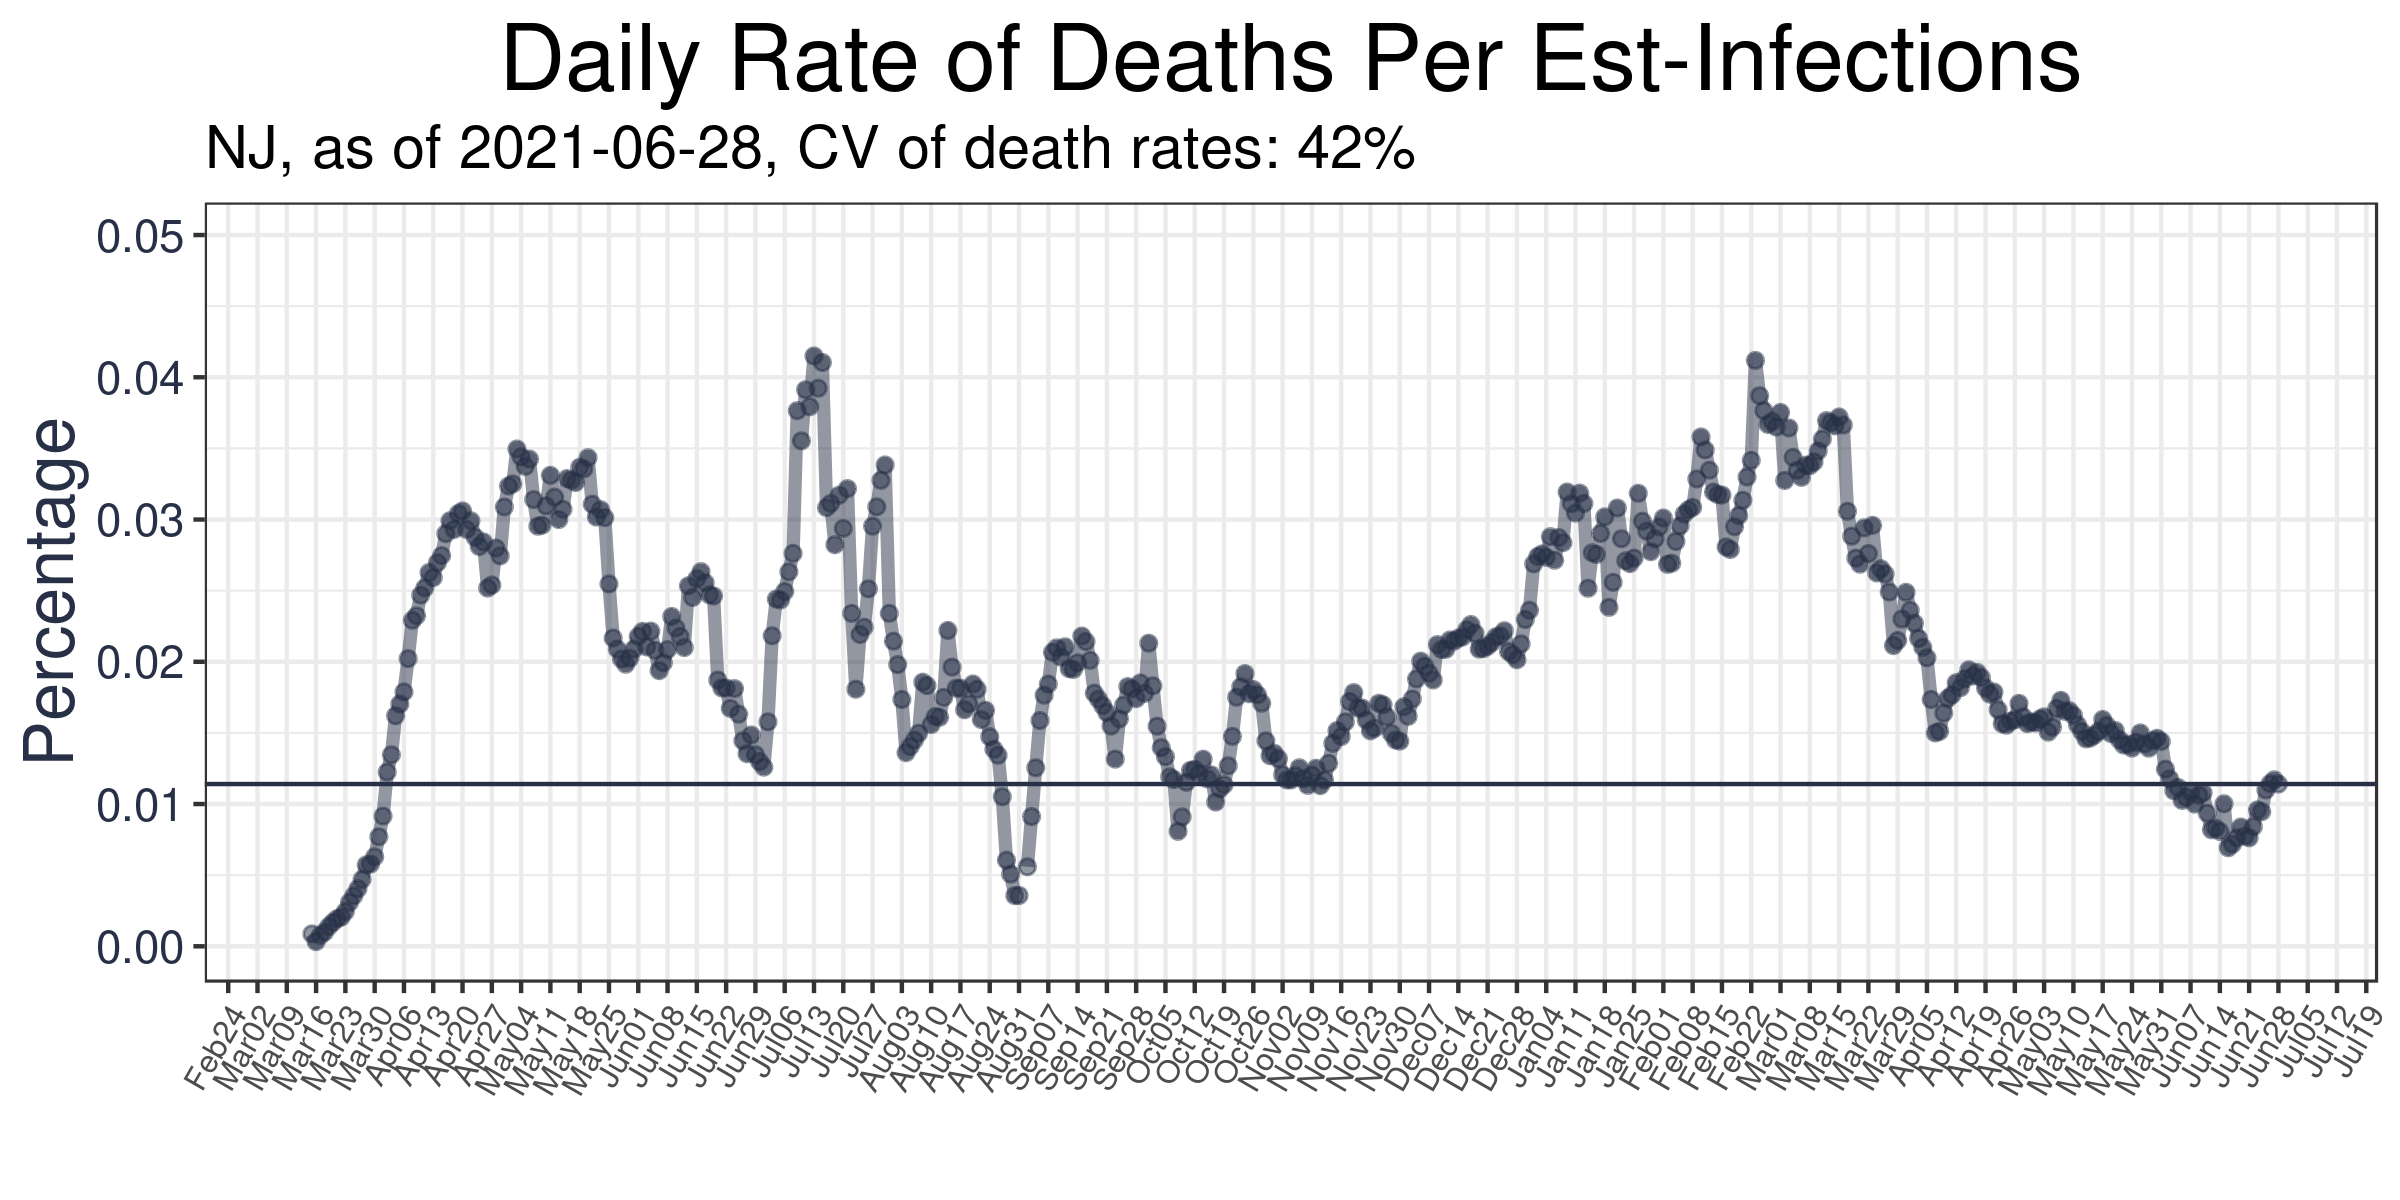 Daily Rate of Deaths Per Est-Infections
NJ, as of 2021-06-28, CV of death rates: 42%
Percentage
0.05
0.04
0.03
0.02
0.01
0.00
Feb24
Mar02
Mar09
Mar16
Mar23
Mar30
Apr06
Apr13
Apr20
Apr27
May04
May11
May18
May25
Jun01
Jun08
Jun15
Jun22
Jun29
Jul06
Jul13
Jul20
Jul27
Aug03
Aug10
Aug17
Aug24
Aug31
Sep07
Sep14
Sep21
Sep28
Oct05
Oct12
Oct19
Oct26
Nov02
Nov09
Nov16
Nov23
Nov30
Dec07
Dec14
Dec21
Dec28
Jan04
Jan11
Jan18
Jan25
Feb01
Feb08
Feb15
Feb22
Mar01
Mar08
Mar15
Mar22
Mar29
Apr05
Apr12
Apr19
Apr26
May03
May10
May17
May24
May31
Jun07
Jun14
Jun21
Jun28
Jul05
Jul12
Jul19